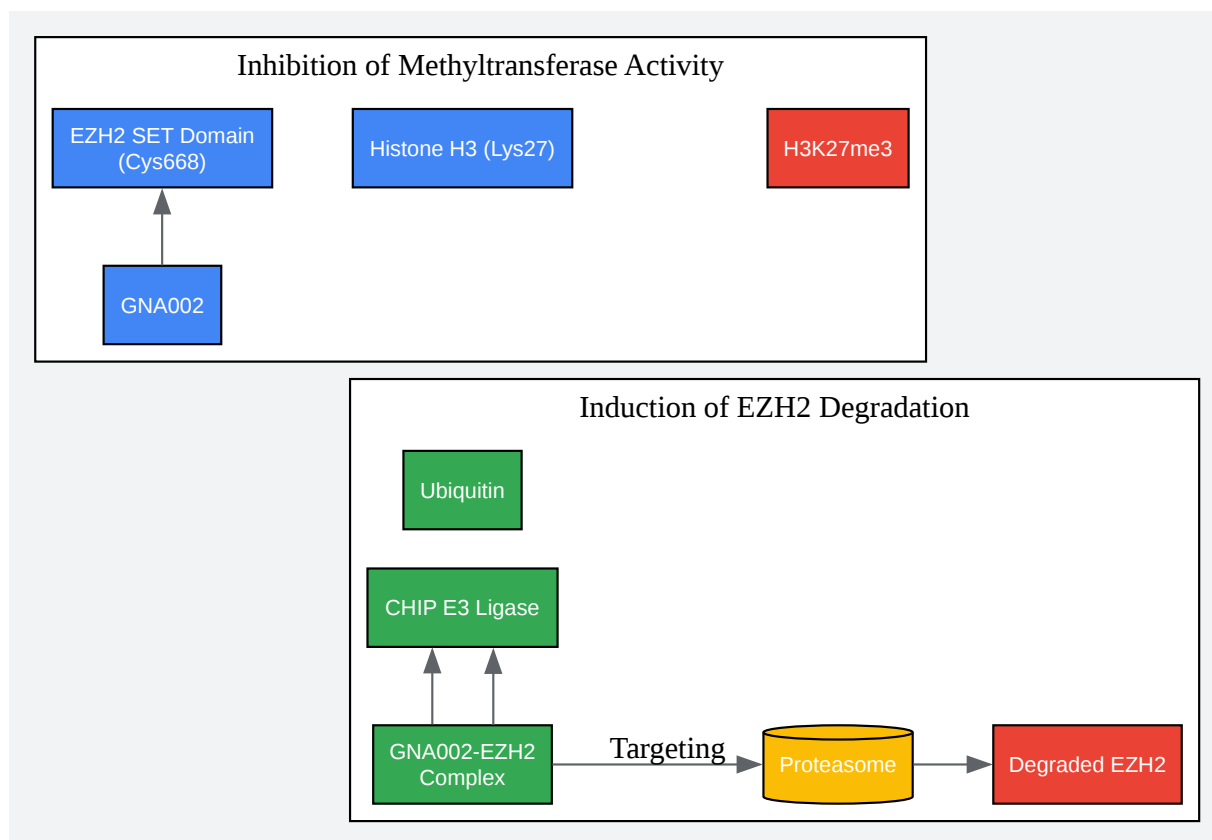 Inhibition of Methyltransferase Activity
EZH2 SET Domain
(Cys668)
Histone H3 (Lys27)
H3K27me3
GNA002
Induction of EZH2 Degradation
Ubiquitin
CHIP E3 Ligase
GNA002-EZH2
Complex
Targeting
Proteasome
Degraded EZH2